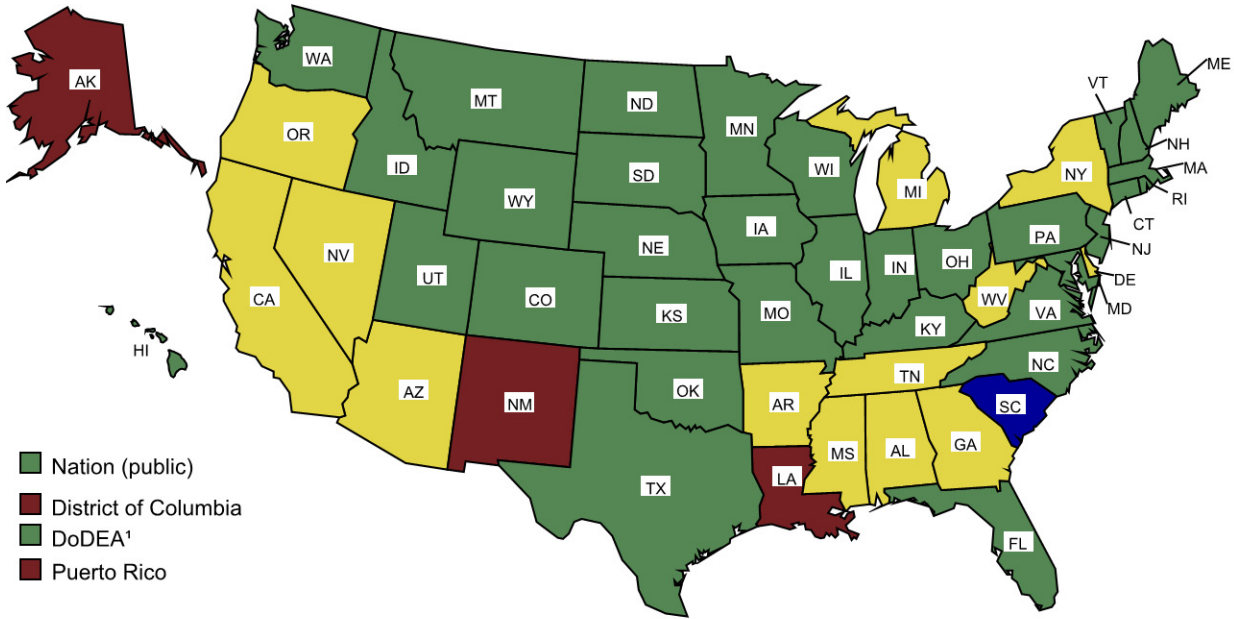 ME
VT
WA
AK
MT
ND
MN
OR
NH
MA
ID
SD
WI
NY
MI
RI
WY
CT
IA
PA
NJ
NE
NV
OH
UT
IL
IN
DE
CA
CO
WV
MD
KS
MO
VA
KY
HI
NC
TN
AZ
OK
NM
AR
SC
GA
MS
AL
Nation (public)
LA
TX
District of Columbia
DoDEA¹
FL
Puerto Rico